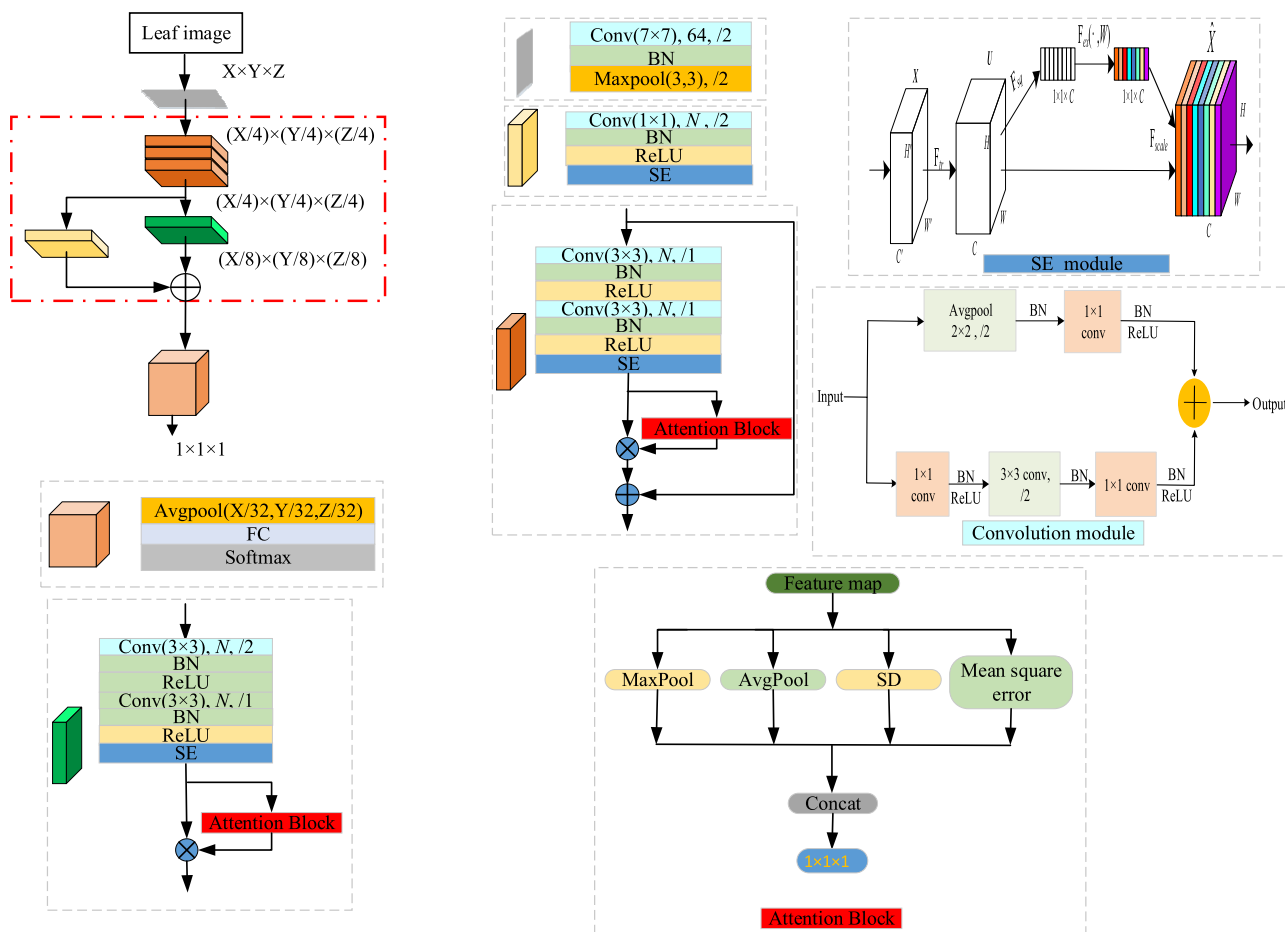 Leaf image
X×Y×Z
(X/4)×(Y/4)×(Z/4)
(X/4)×(Y/4)×(Z/4)
(X/8)×(Y/8)×(Z/8)
1×1×1
Avgpool(X/32,Y/32,Z/32)
FC
Softmax
Conv(3×3), N, /2
BN
ReLU
Conv(3×3), N, /1
BN
ReLU
SE
Attention Block
Conv(7×7), 64, /2
BN
Maxpool(3,3), /2
Conv(1×1), N, /2
BN
ReLU
SE
Conv(3×3), N, /1
BN
ReLU
Conv(3×3), N, /1
BN
ReLU
SE
Attention Block
X
H'
W'
C'
F_tr
U
H
W
C
F_sq
1×1×C
F_ex(·,W)
1×1×C
F_scale
X̂
H
W
C
SE module
Input
Avgpool
2×2 , /2
BN
1×1
conv
BN
ReLU
1×1
conv
BN
ReLU
3×3 conv,
/2
BN
1×1 conv
BN
ReLU
Output
Convolution module
Feature map
MaxPool
AvgPool
SD
Mean square
error
Concat
1×1×1
Attention Block